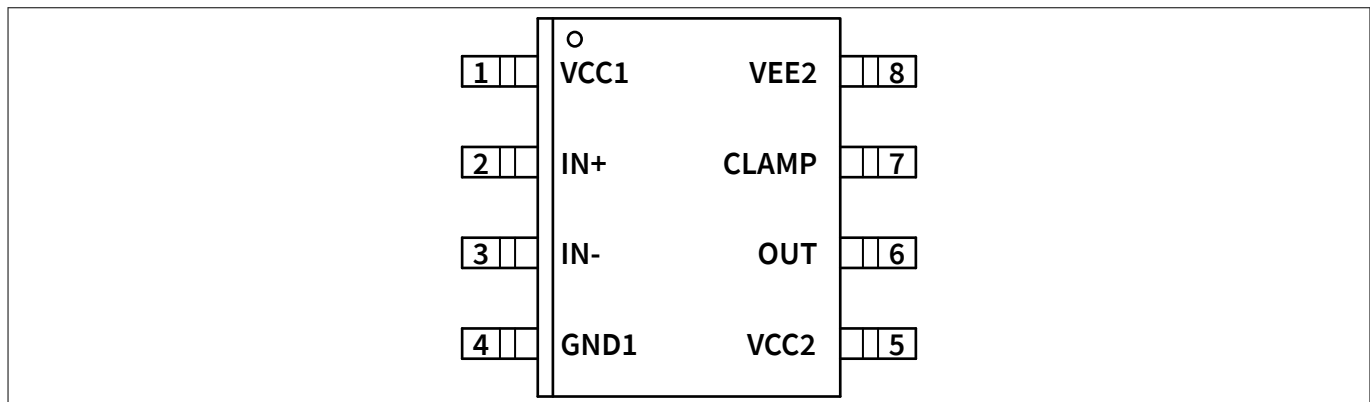 1 VCC1 VEE2 8
2 IN+ CLAMP 7
3 IN- OUT 6
4 GND1 VCC2 5